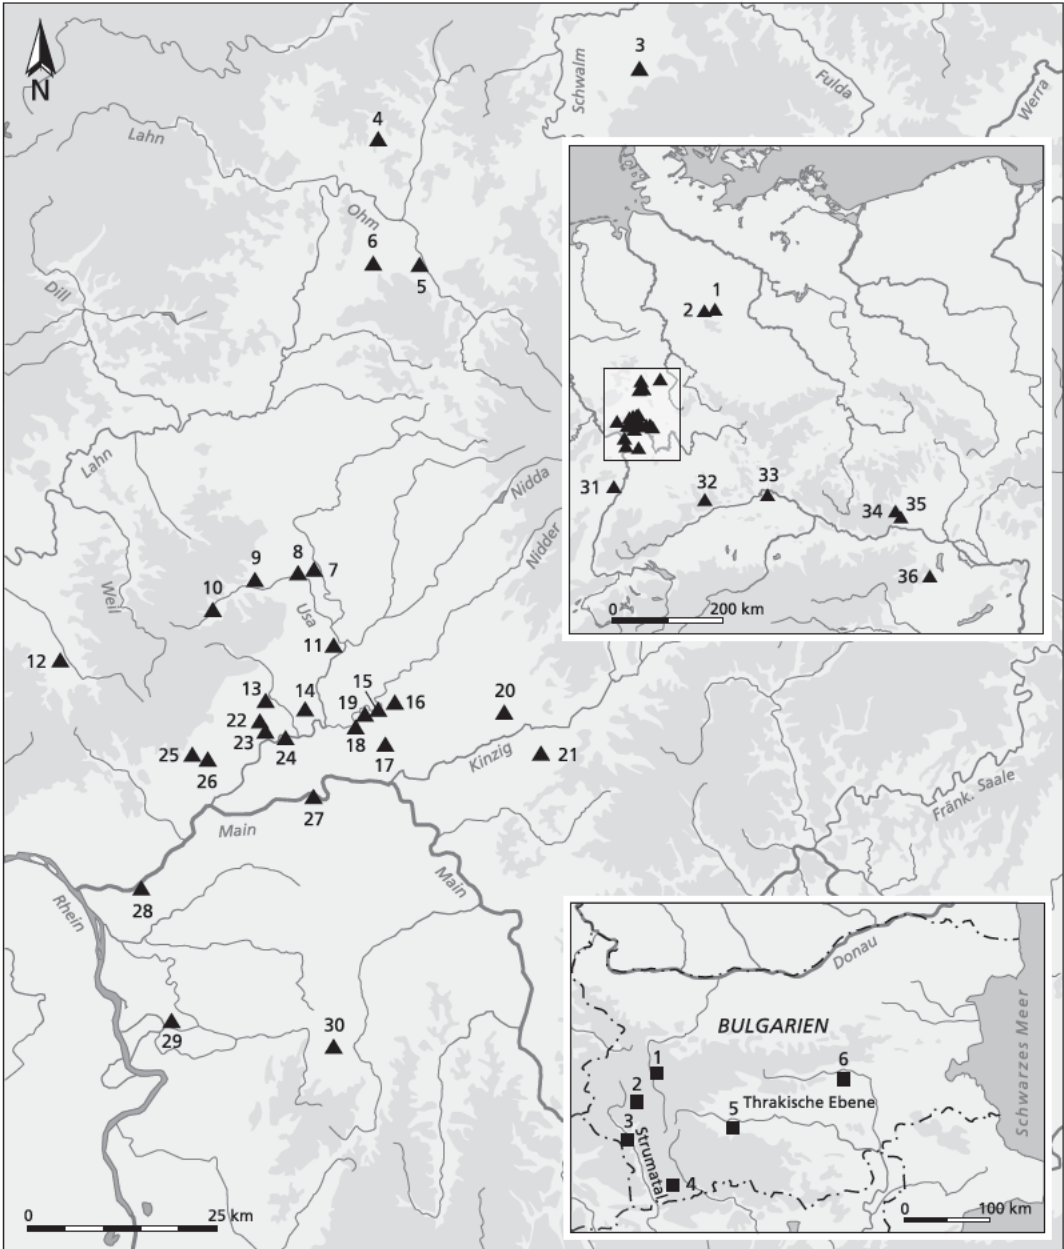 N
3
Schwalm
Fulda
Werra
4
Lahn
Ohm
6
5
Dill
1
2
31
32
33
34
35
36
0 200 km
Lahn
Nidda
Nidder
9
8
7
10
Weil
Usa
11
12
13
14
15
16
19
20
22
23
24
18
17
25
26
Kinzig
21
27
Main
Fränk. Saale
Main
28
Rhein
29
30
0 25 km
Donau
BULGARIEN
Schwarzes Meer
1
2
6
Thrakische Ebene
3
5
Strumatal
4
0 100 km